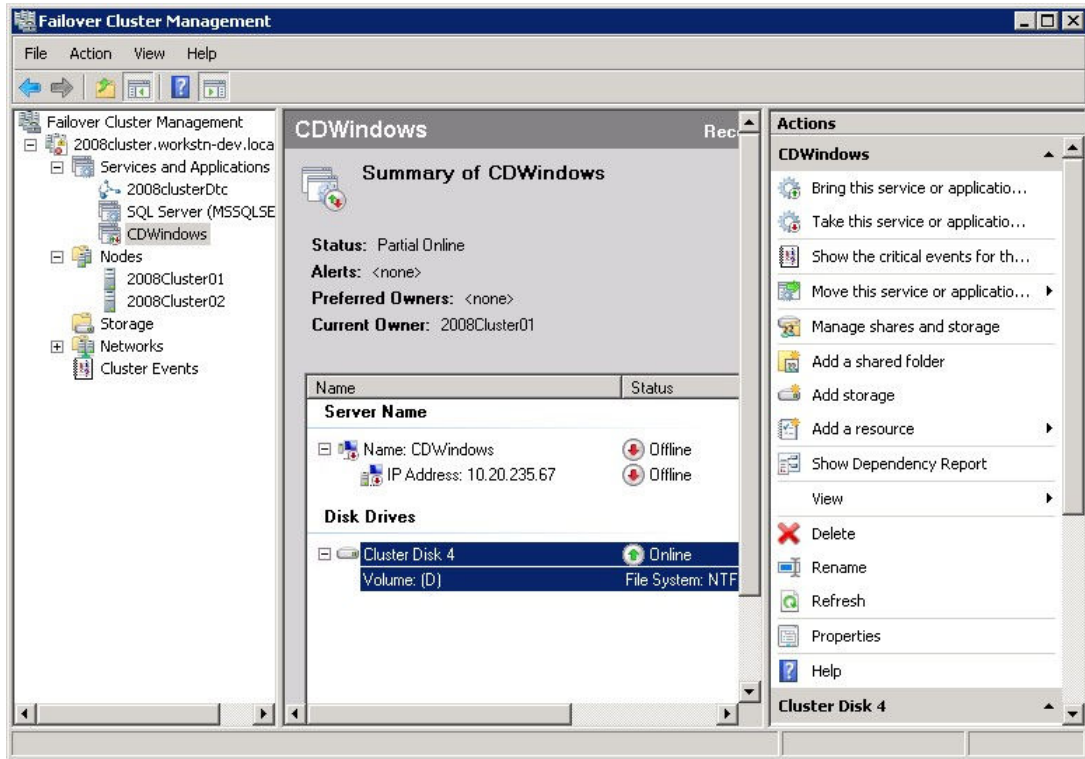 Failover Cluster Management
File Action View Help
Failover Cluster Management
2008cluster.workstn-dev.loca
Services and Applications
2008clusterDtc
SQL Server (MSSQLSE
CDWindows
Nodes
2008Cluster01
2008Cluster02
Storage
Networks
Cluster Events
CDWindows Rec
Summary of CDWindows
Status: Partial Online
Alerts: <none>
Preferred Owners: <none>
Current Owner: 2008Cluster01
Name Status
Server Name
Name: CDWindows Offline
IP Address: 10.20.235.67 Offline
Disk Drives
Cluster Disk 4 Online
Volume: (D) File System: NTF
Actions
CDWindows
Bring this service or applicatio...
Take this service or applicatio...
Show the critical events for th...
Move this service or applicatio...
Manage shares and storage
Add a shared folder
Add storage
Add a resource
Show Dependency Report
View
Delete
Rename
Refresh
Properties
Help
Cluster Disk 4